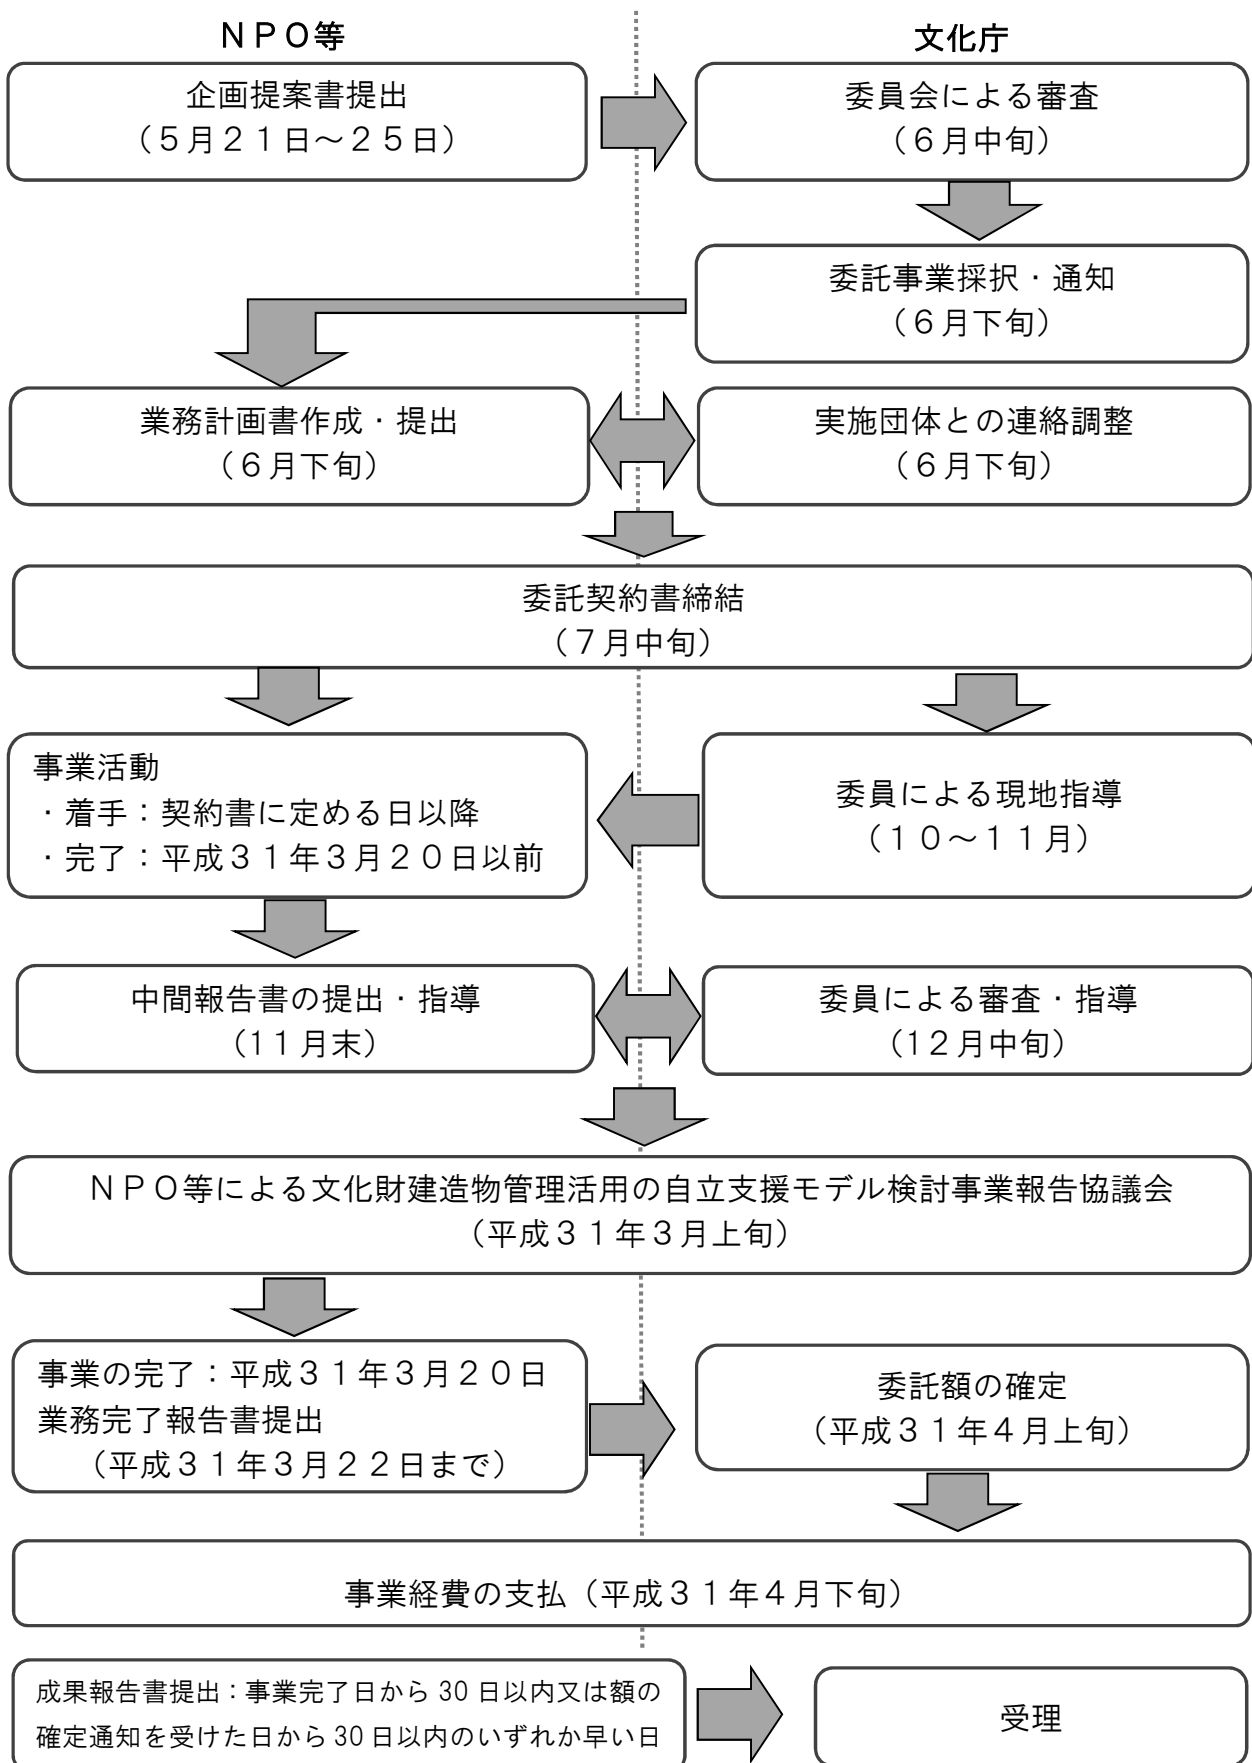 ＮＰＯ等
文化庁
企画提案書提出
（５月２１日～２５日）
委員会による審査
（６月中旬）
委託事業採択・通知
（６月下旬）
業務計画書作成・提出
（６月下旬）
実施団体との連絡調整
（６月下旬）
委託契約書締結
（７月中旬）
事業活動
・着手：契約書に定める日以降
・完了：平成３１年３月２０日以前
委員による現地指導
（１０～１１月）
中間報告書の提出・指導
（11月末）
委員による審査・指導
（12月中旬）
ＮＰＯ等による文化財建造物管理活用の自立支援モデル検討事業報告協議会
（平成３１年３月上旬）
事業の完了：平成３１年３月２０日
業務完了報告書提出
（平成３１年３月２２日まで）
委託額の確定
（平成３１年４月上旬）
事業経費の支払（平成３１年４月下旬）
成果報告書提出：事業完了日から 30 日以内又は額の
確定通知を受けた日から 30 日以内のいずれか早い日
受理